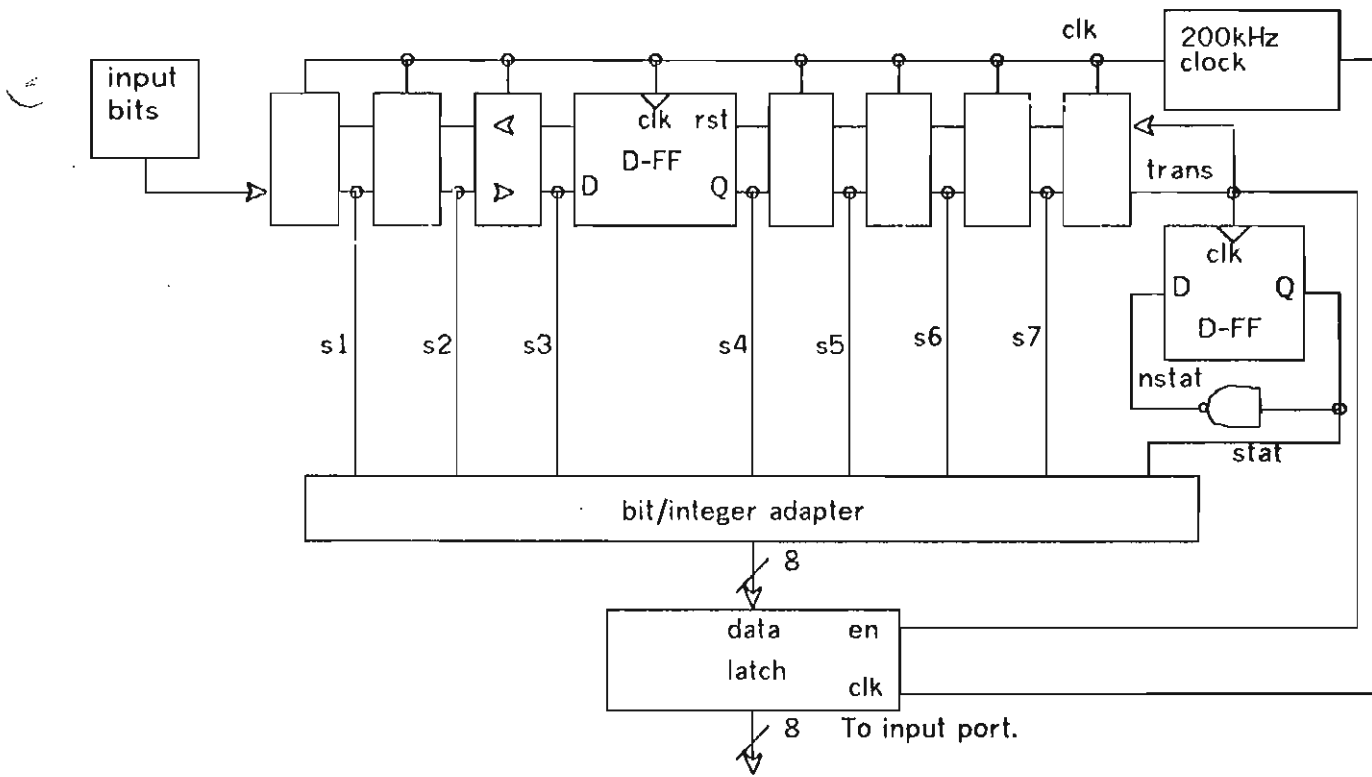 clk
200kHz
clock
input
bits
clk rst
D-FF
D Q
trans
clk
D Q
D-FF
s1 s2 s3 s4 s5 s6 s7
nstat
stat
bit/integer adapter
8
data en
latch
clk
8 To input port.